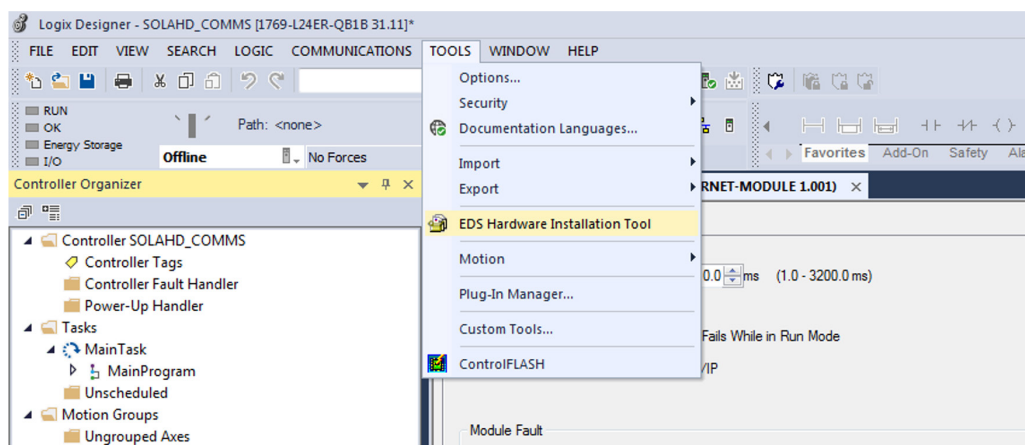 Logix Designer - SOLAHD_COMMS [1769-L24ER-QB1B 31.11]*
FILE EDIT VIEW SEARCH LOGIC COMMUNICATIONS TOOLS WINDOW HELP
Options...
Security
Documentation Languages...
Import
Export
EDS Hardware Installation Tool
Motion
Plug-In Manager...
Custom Tools...
ControlFLASH
RUN
OK
Energy Storage
I/O
Path: <none>
Offline
No Forces
Favorites Add-On Safety
Controller Organizer
RNET-MODULE 1.001)
Controller SOLAHD_COMMS
Controller Tags
Controller Fault Handler
Power-Up Handler
Tasks
MainTask
MainProgram
Unscheduled
Motion Groups
Ungrouped Axes
0.0 ms (1.0 - 3200.0 ms)
Fails While in Run Mode
/IP
Module Fault